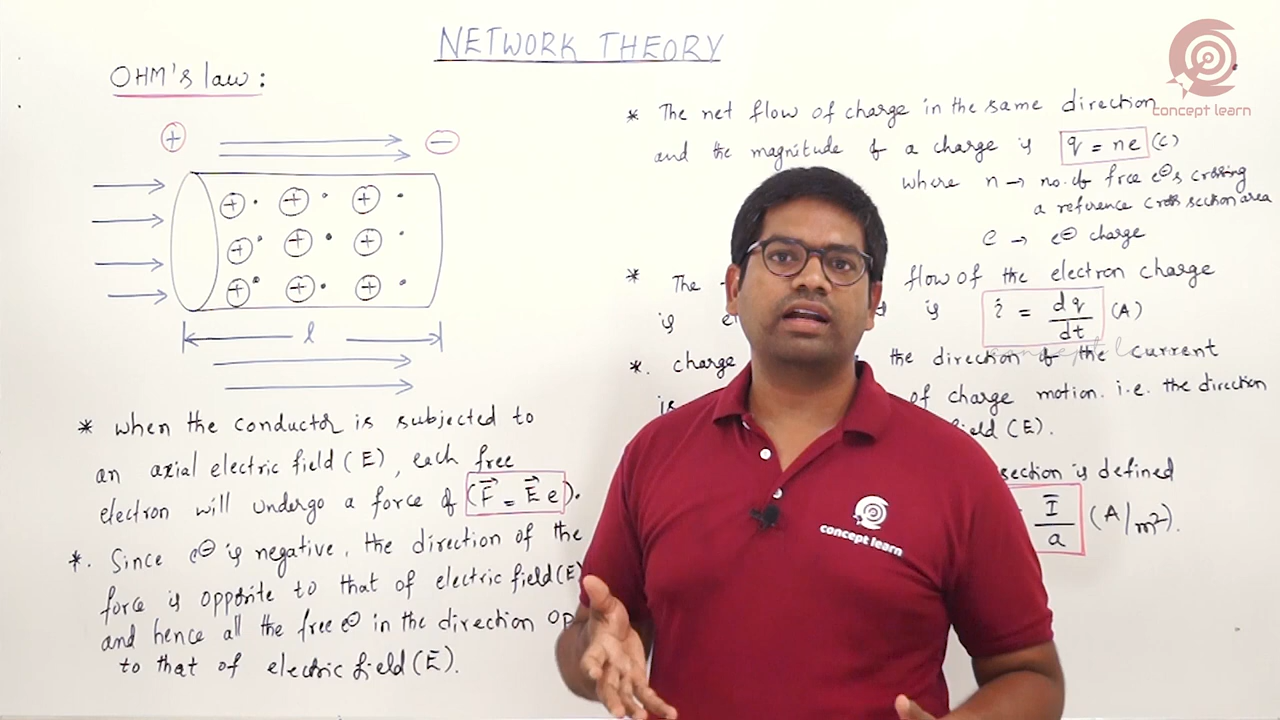 NETWORK THEORY
OHM's law :
+ −
+ + +
+ + +
+ + +
l
* When the conductor is subjected to
an axial electric field (E), each free
electron will undergo a force of (F = E e).
*. Since e⊖ is negative, the direction of the
force is opposite to that of electric field (E)
and hence all the free e⊖ in the direction op
to that of electric field (E).
concept learn
* The net flow of charge in the same direction
and the magnitude of a charge is q = ne (C)
where n → no. of free e⊖s crossing
a reference cross section area
e → e⊖ charge
* The flow of the electron charge
is is i = dq/dt (A)
*. charge the direction of the current
is of charge motion. i.e. the direction
field (E).
section is defined
I/a (A/m²).
concept learn